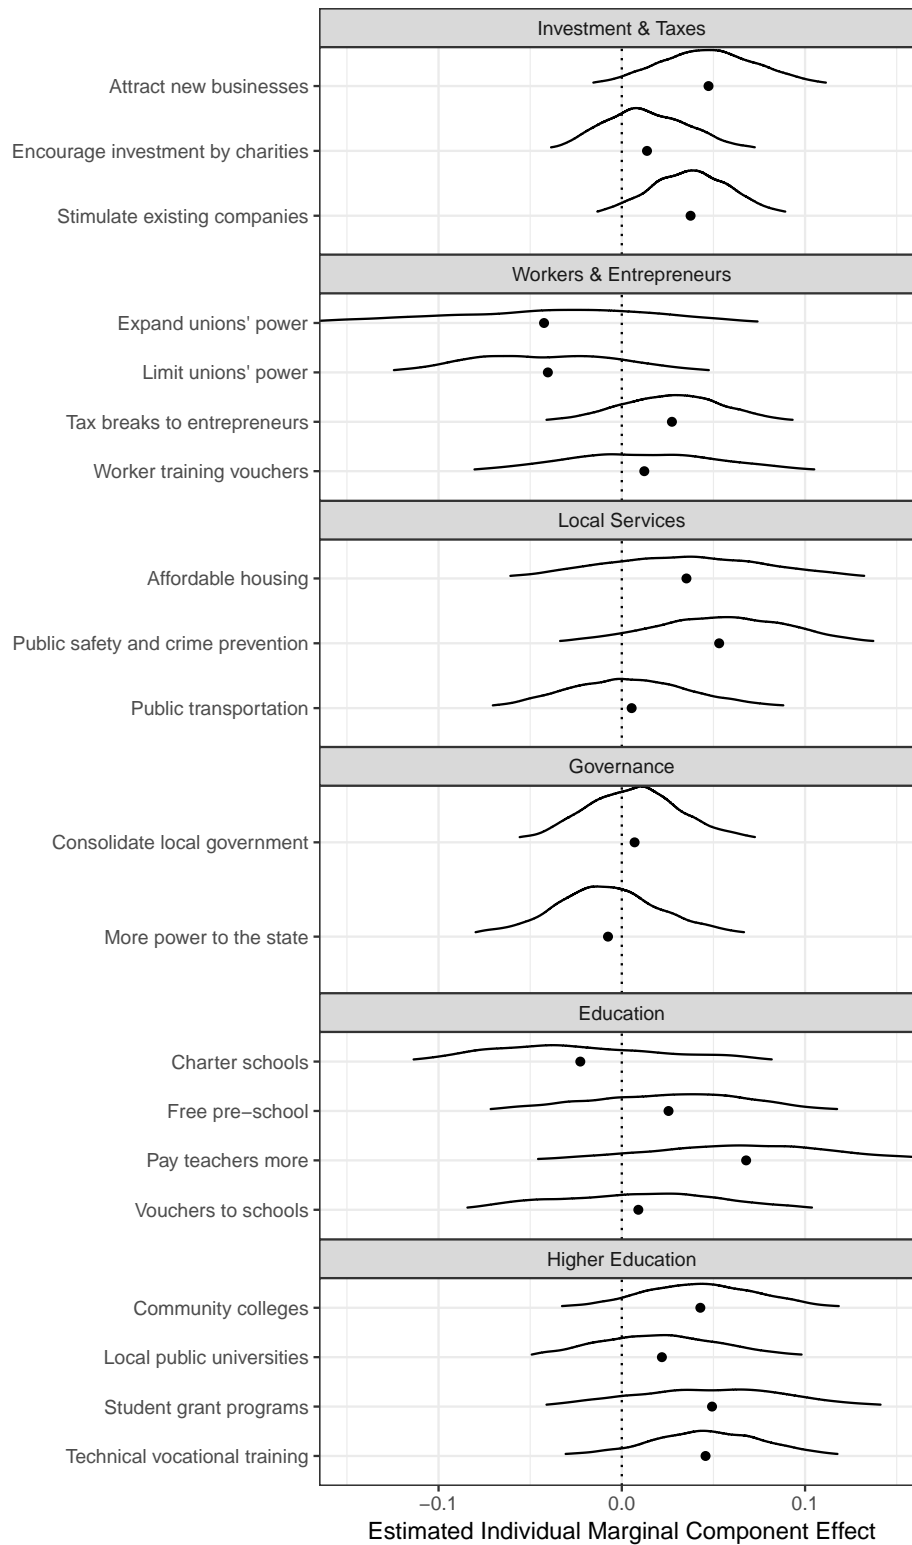 Investment & Taxes
Attract new businesses
Encourage investment by charities
Stimulate existing companies
Workers & Entrepreneurs
Expand unions' power
Limit unions' power
Tax breaks to entrepreneurs
Worker training vouchers
Local Services
Affordable housing
Public safety and crime prevention
Public transportation
Governance
Consolidate local government
More power to the state
Education
Charter schools
Free pre−school
Pay teachers more
Vouchers to schools
Higher Education
Community colleges
Local public universities
Student grant programs
Technical vocational training
−0.1 0.0 0.1
Estimated Individual Marginal Component Effect